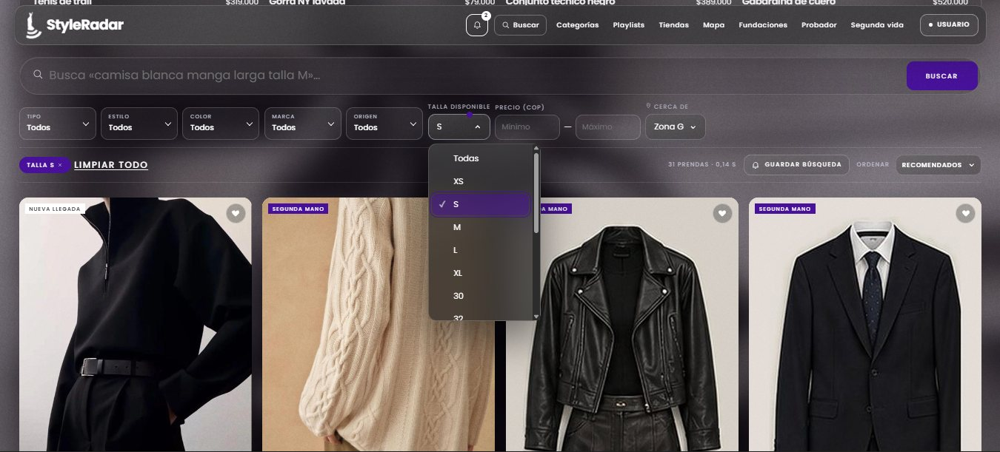 Tenis de trail $319.000 Gorra NY lavada $79.000 Conjunto técnico negro $389.000 Gabardina de cuero $520.000
StyleRadar 2 Buscar Categorías Playlists Tiendas Mapa Fundaciones Probador Segunda vida USUARIO
Busca «camisa blanca manga larga talla M»... BUSCAR
TIPO
Todos
ESTILO
Todos
COLOR
Todos
MARCA
Todos
ORIGEN
Todos
TALLA DISPONIBLE
S
PRECIO (COP)
Mínimo — Máximo
CERCA DE
Zona G
TALLA S × LIMPIAR TODO
31 PRENDAS · 0,14 S GUARDAR BÚSQUEDA ORDENAR RECOMENDADOS
Todas
XS
✓ S
M
L
XL
30
32
NUEVA LLEGADA
SEGUNDA MANO
DA MANO
SEGUNDA MANO